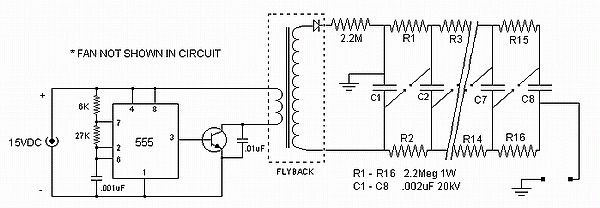 2.2M
R1
R3
R15
* FAN NOT SHOWN IN CIRCUIT
+
6K
27K
15VDC
-
.001uF
4
8
7
2
6
555
3
1
.01uF
FLYBACK
C1
C2
C7
C8
R2
R14
R16
R1 - R16 2.2Meg 1W
C1 - C8 .002uF 20kV